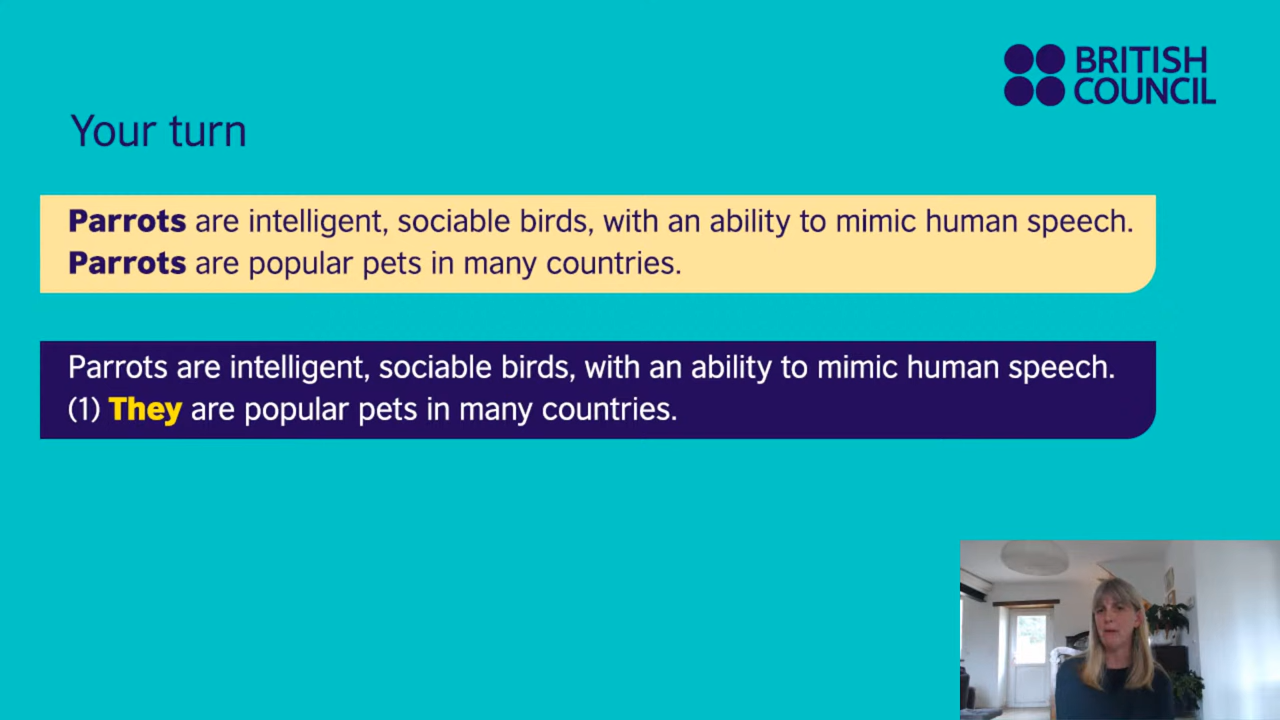 BRITISH
COUNCIL
Your turn
Parrots are intelligent, sociable birds, with an ability to mimic human speech.
Parrots are popular pets in many countries.
Parrots are intelligent, sociable birds, with an ability to mimic human speech.
(1) They are popular pets in many countries.